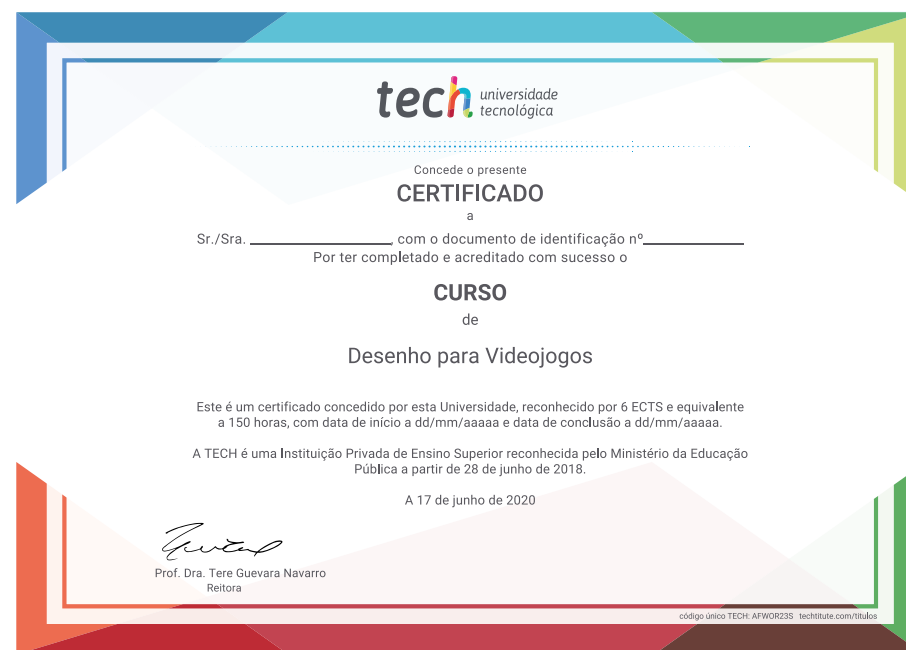 tech universidade
tecnológica
Concede o presente
CERTIFICADO
a
Sr./Sra. ____________________, com o documento de identificação nº______________
Por ter completado e acreditado com sucesso o
CURSO
de
Desenho para Videojogos
Este é um certificado concedido por esta Universidade, reconhecido por 6 ECTS e equivalente
a 150 horas, com data de início a dd/mm/aaaaa e data de conclusão a dd/mm/aaaaa.
A TECH é uma Instituição Privada de Ensino Superior reconhecida pelo Ministério da Educação
Pública a partir de 28 de junho de 2018.
A 17 de junho de 2020
Prof. Dra. Tere Guevara Navarro
Reitora
código único TECH: AFWOR23S techtitute.com/titulos